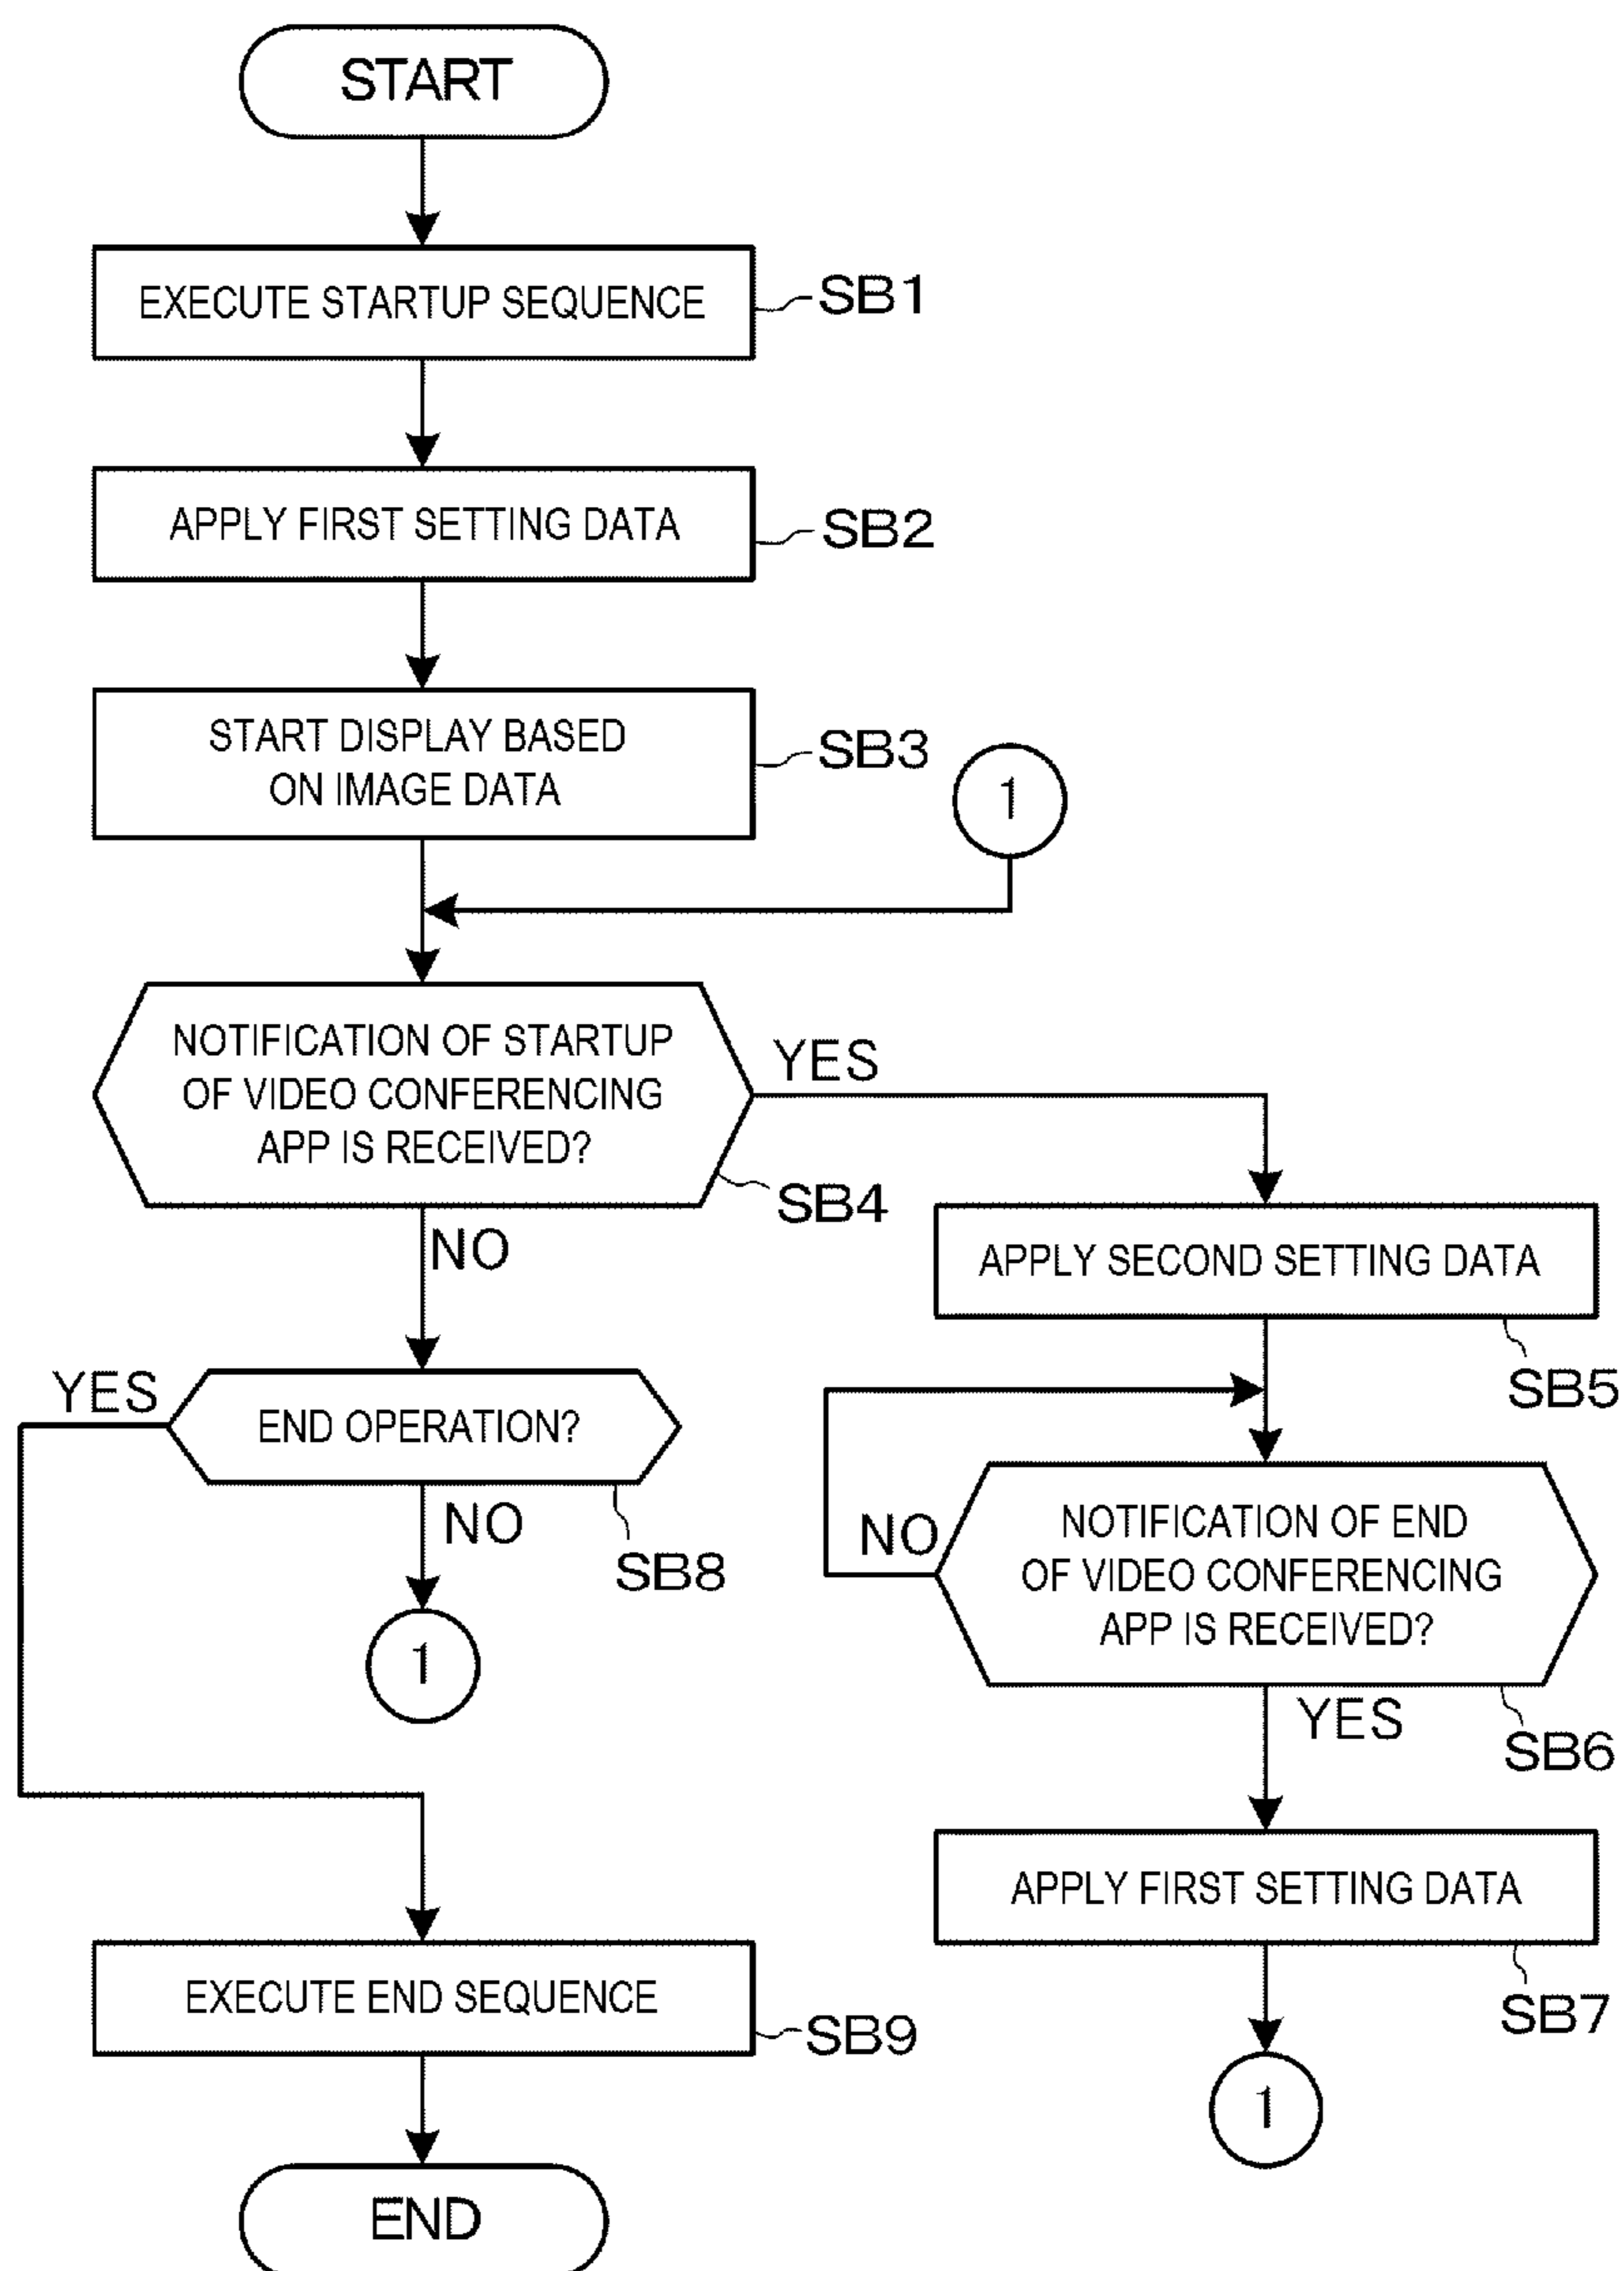 START
EXECUTE STARTUP SEQUENCE
SB1
APPLY FIRST SETTING DATA
SB2
START DISPLAY BASED
ON IMAGE DATA
SB3
1
NOTIFICATION OF STARTUP
OF VIDEO CONFERENCING
APP IS RECEIVED?
YES
SB4
NO
APPLY SECOND SETTING DATA
SB5
YES
END OPERATION?
NO
SB8
1
NOTIFICATION OF END
OF VIDEO CONFERENCING
APP IS RECEIVED?
NO
YES
SB6
APPLY FIRST SETTING DATA
SB7
1
EXECUTE END SEQUENCE
SB9
END